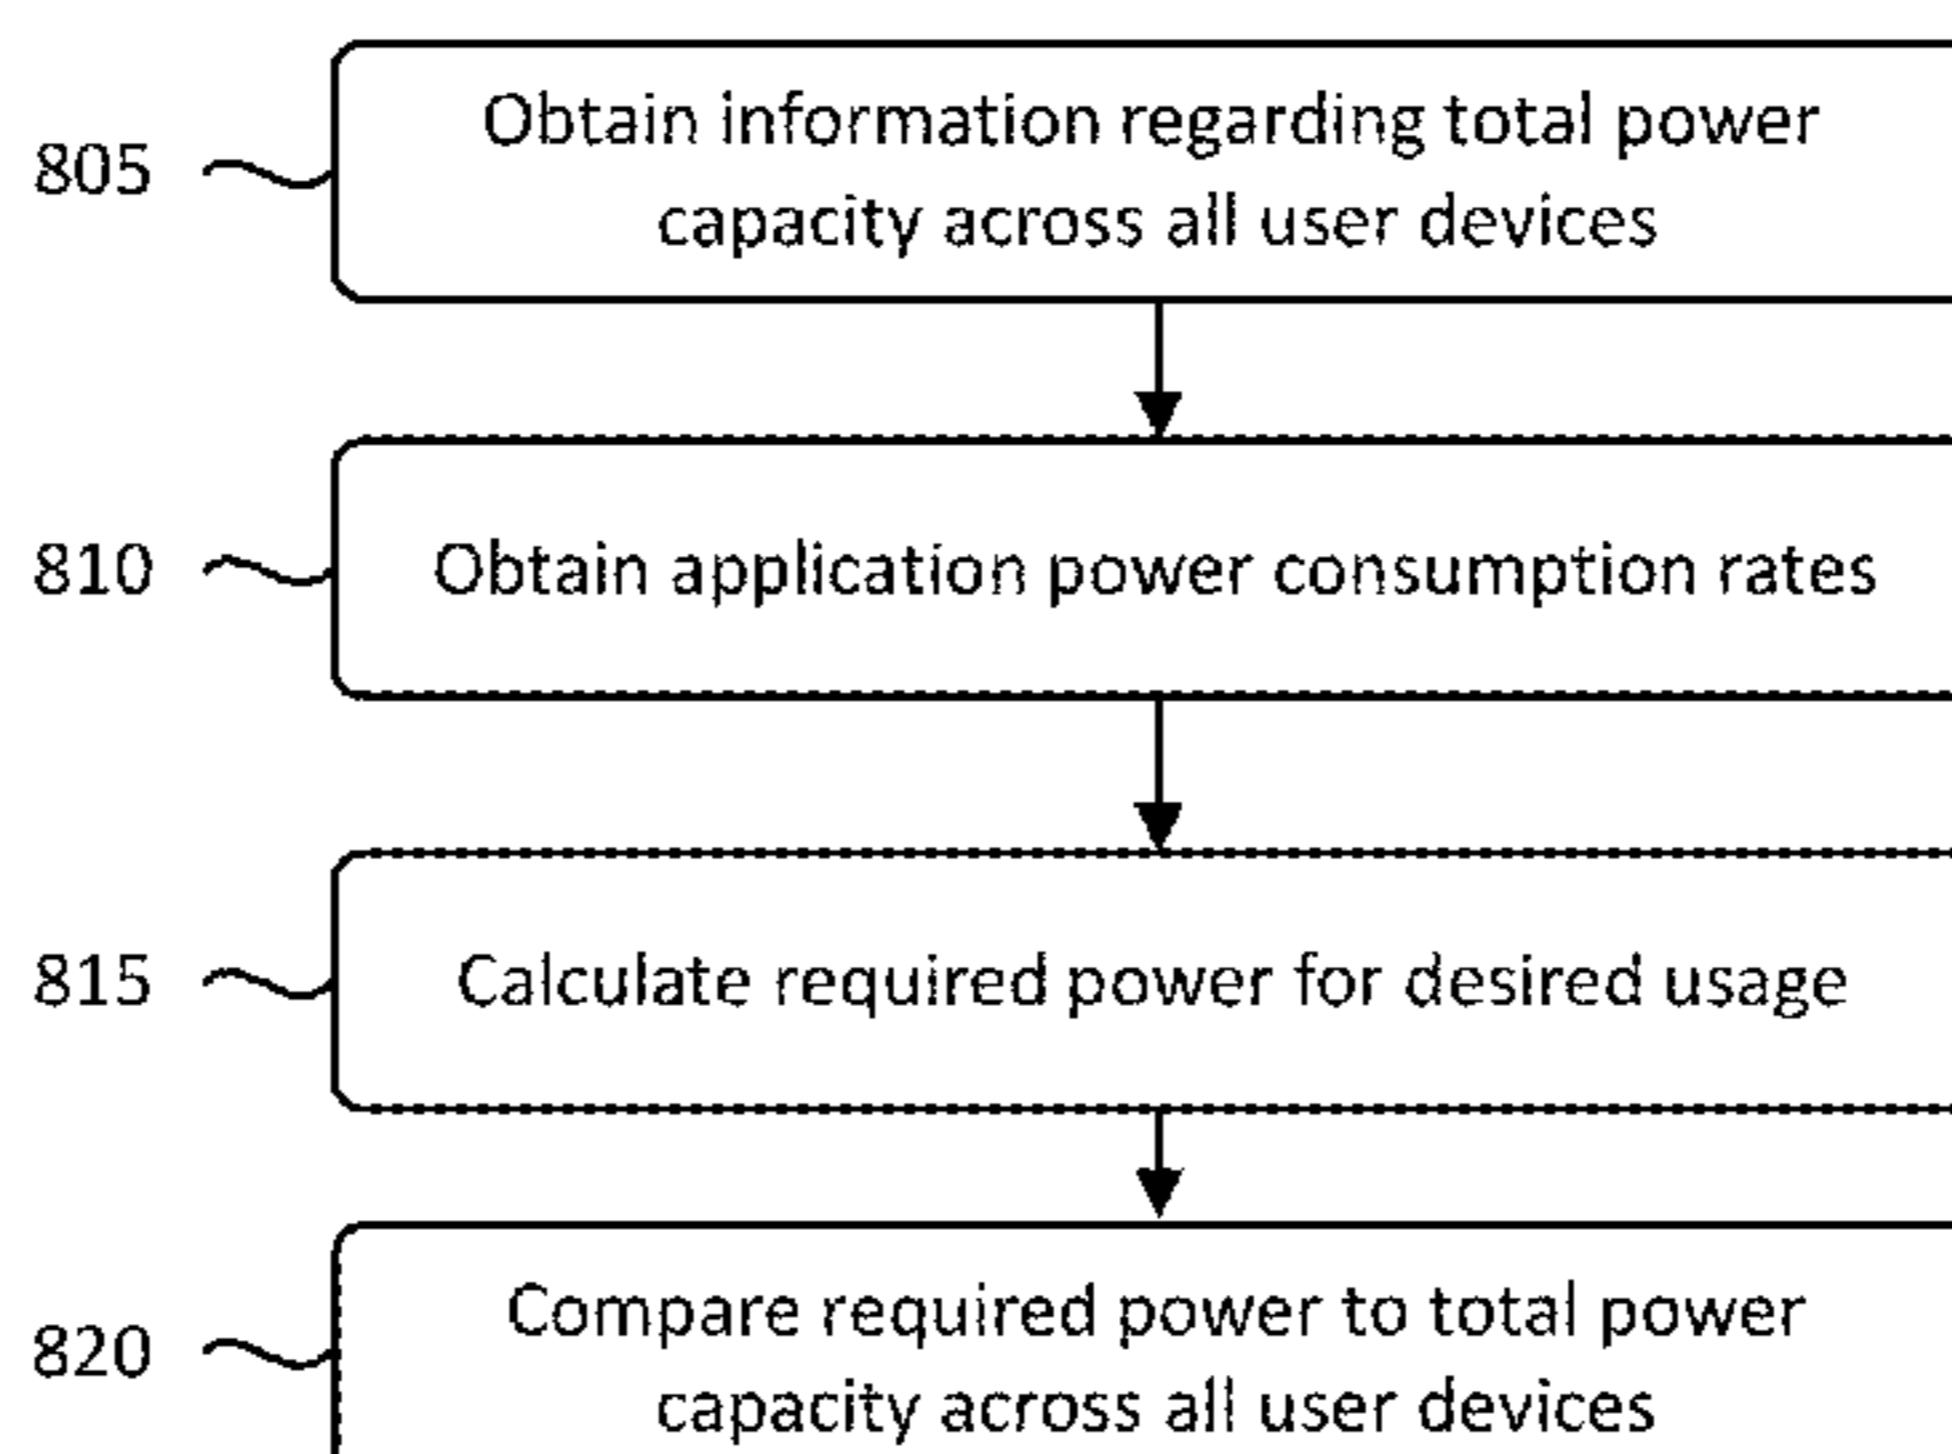 805
Obtain information regarding total power
capacity across all user devices
810
Obtain application power consumption rates
815
Calculate required power for desired usage
820
Compare required power to total power
capacity across all user devices